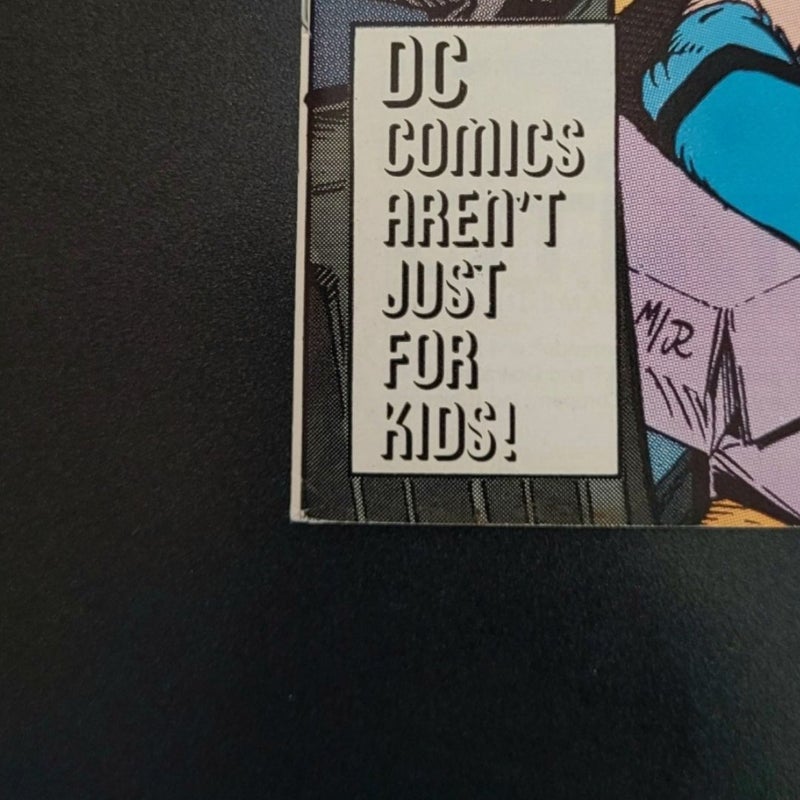 DC
COMICS
AREN'T
JUST
FOR
KIDS!
M/R